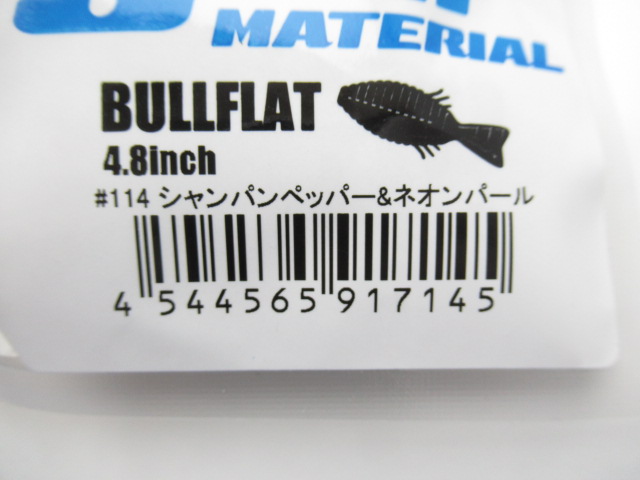 MATERIAL
BULLFLAT
4.8inch
#114 シャンパンペッパー&ネオンパール
4 544565 917145